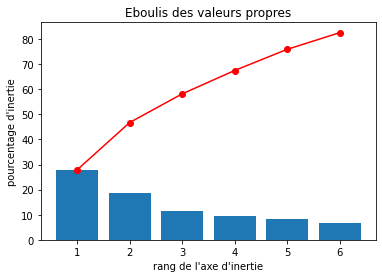 Eboulis des valeurs propres
pourcentage d'inertie
80
70
60
50
40
30
20
10
0
1 2 3 4 5 6
rang de l'axe d'inertie